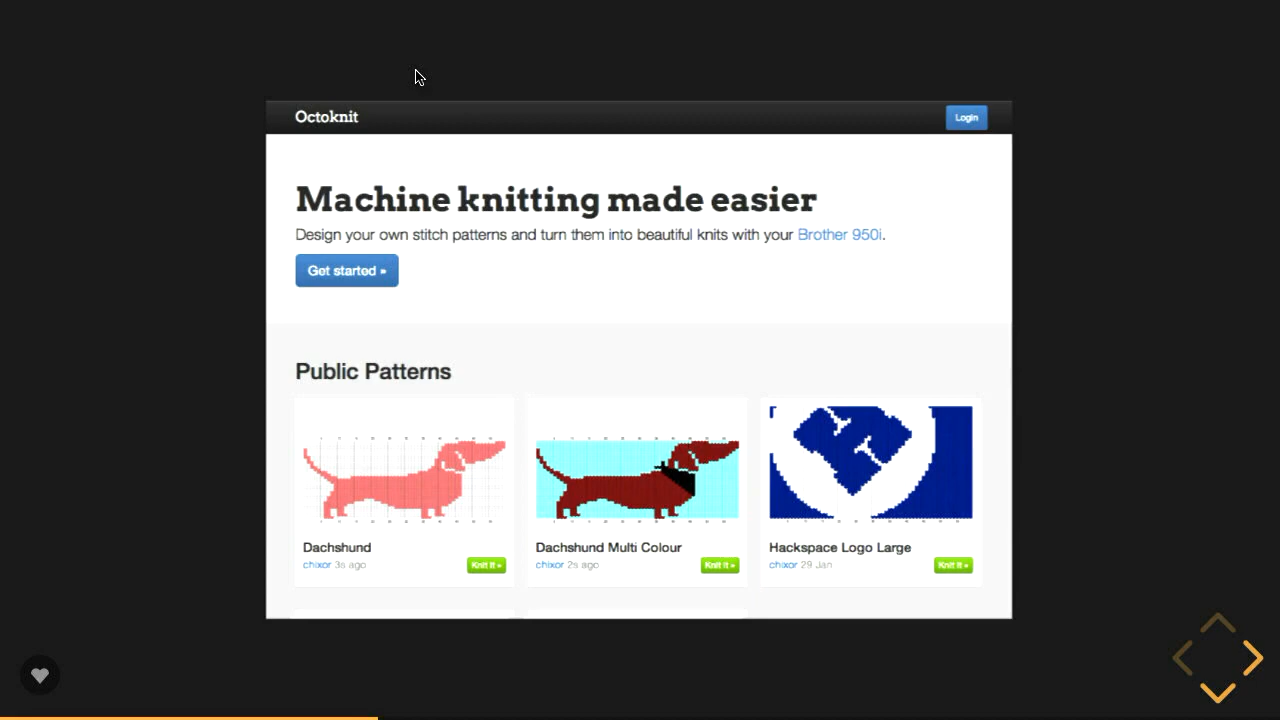 Octoknit
Login
Machine knitting made easier
Design your own stitch patterns and turn them into beautiful knits with your Brother 950i.
Get started »
Public Patterns
Dachshund
chixor 3s ago
Knit it »
Dachshund Multi Colour
chixor 2s ago
Knit it »
Hackspace Logo Large
chixor 29 Jan
Knit it »